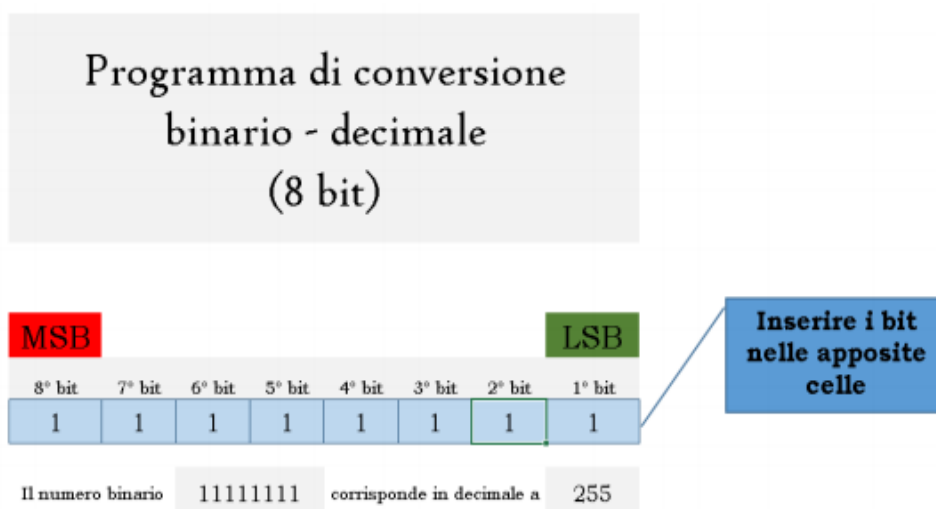 Programma di conversione
binario - decimale
(8 bit)
MSB
LSB
Inserire i bit
nelle apposite
celle
8° bit 7° bit 6° bit 5° bit 4° bit 3° bit 2° bit 1° bit
1 1 1 1 1 1 1 1
Il numero binario 11111111 corrisponde in decimale a 255